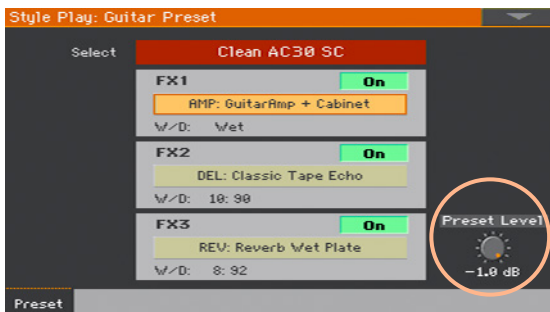 Style Play: Guitar Preset
Select Clean AC30 SC
FX1 On
AMP: GuitarAmp + Cabinet
W/D: Wet
FX2 On
DEL: Classic Tape Echo
W/D: 10:90
FX3 On
REV: Reverb Wet Plate
W/D: 8:92
Preset Level
-1.0 dB
Preset